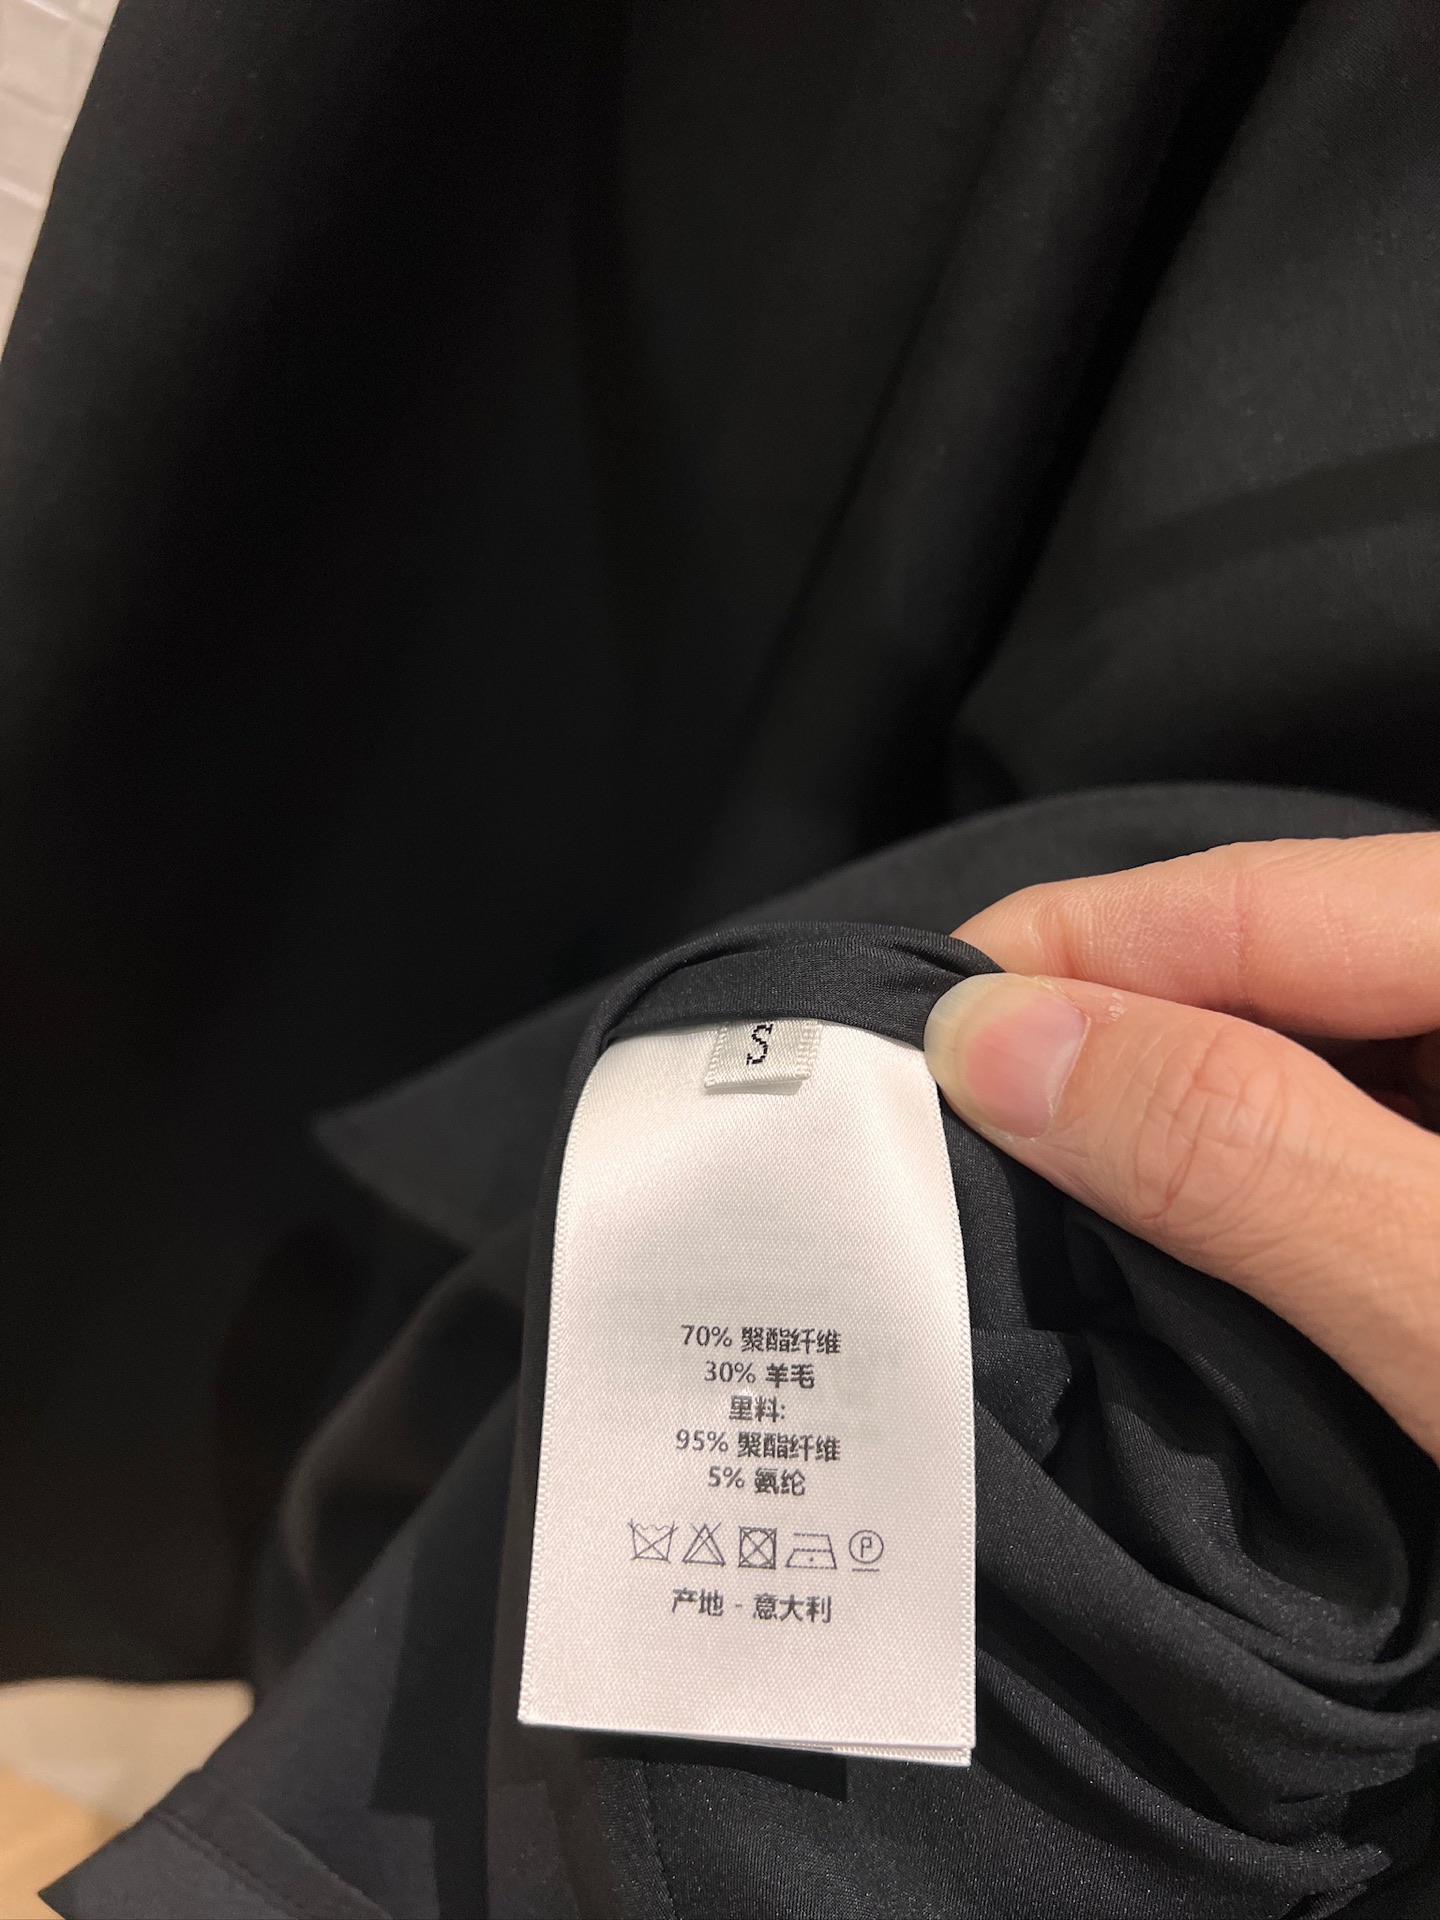 S
70% 聚酯纤维
30% 羊毛
里料:
95% 聚酯纤维
5% 氨纶
P
产地 - 意大利